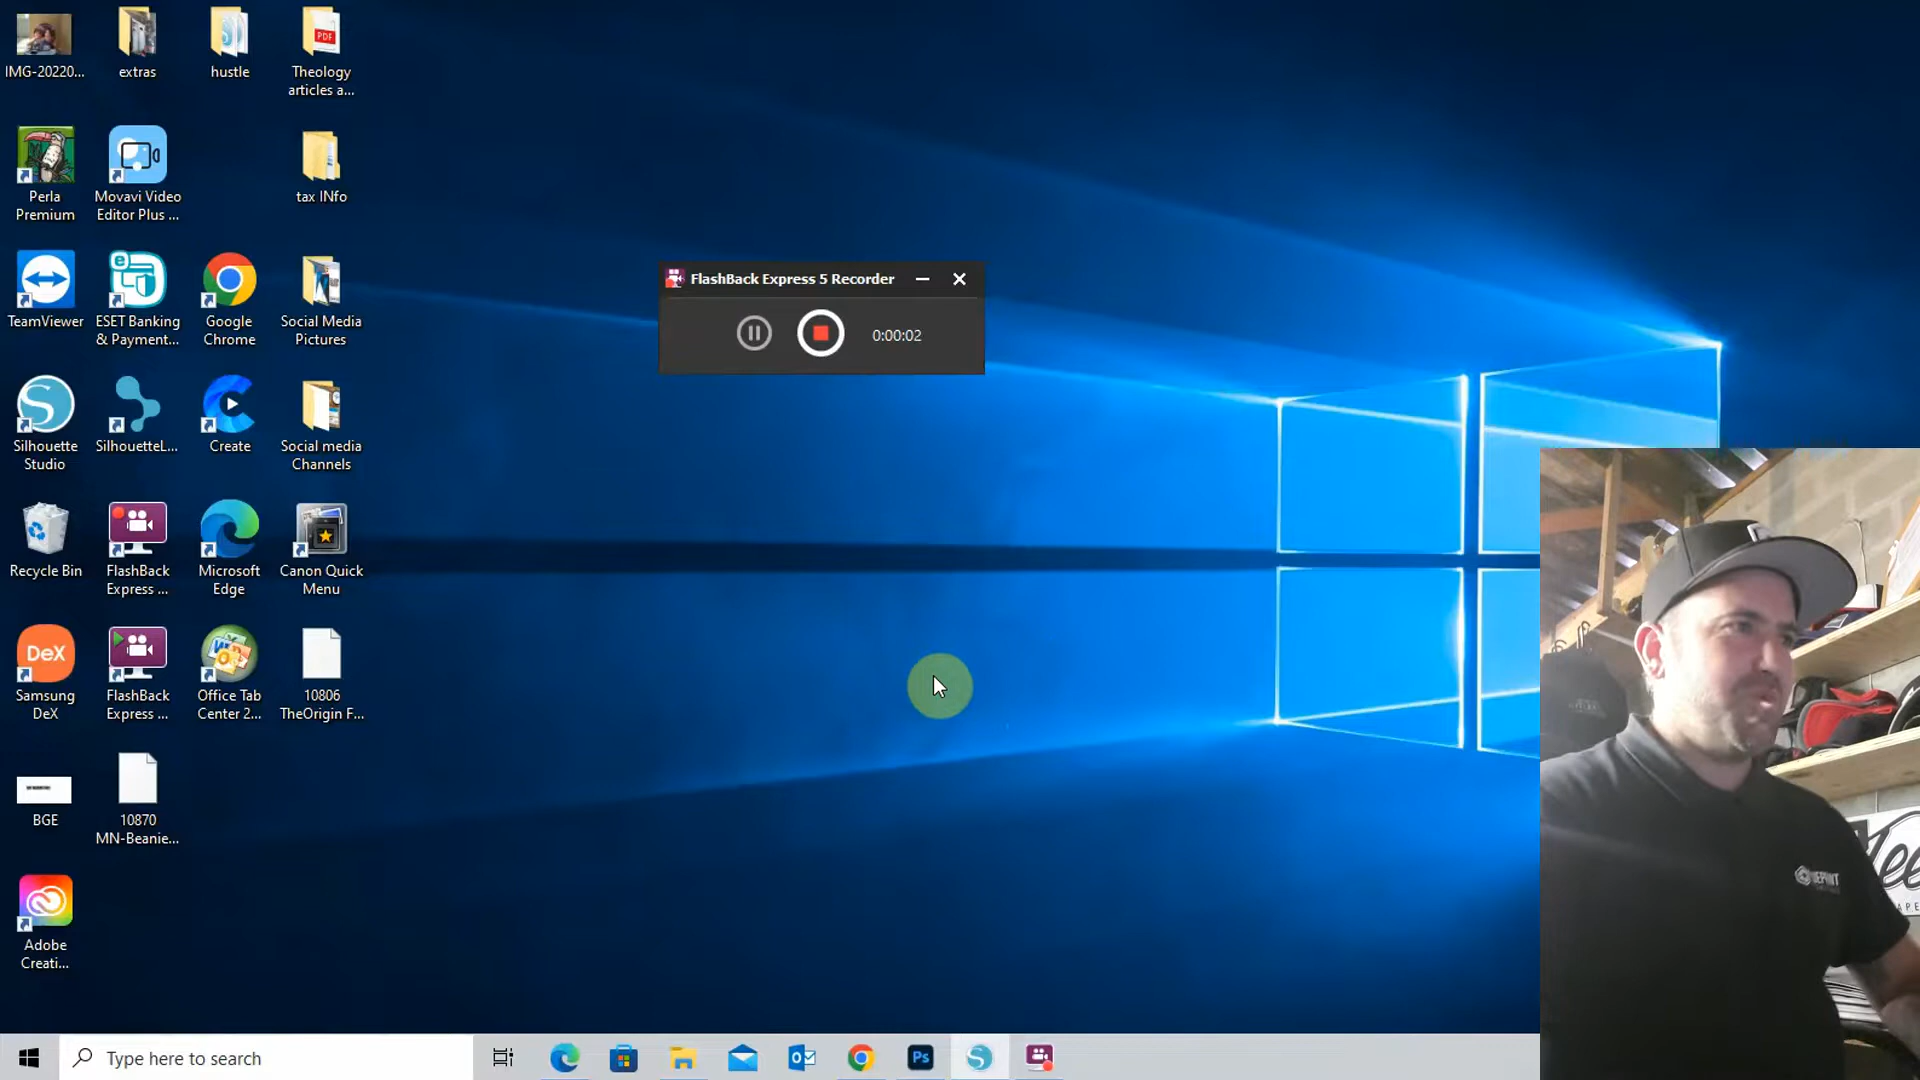 IMG-20220...
extras
hustle
Theology
articles a...
PDF
Perla
Premium
Movavi Video
Editor Plus ...
tax INfo
TeamViewer
ESET Banking
& Payment...
Google
Chrome
Social Media
Pictures
FlashBack Express 5 Recorder
0:00:02
Silhouette
Studio
SilhouetteL...
Create
Social media
Channels
Recycle Bin
FlashBack
Express ...
Microsoft
Edge
Canon Quick
Menu
DeX
Samsung
DeX
FlashBack
Express ...
Office Tab
Center 2...
10806
TheOrigin F...
BGE
10870
MN-Beanie...
Adobe
Creati...
Type here to search
Ps